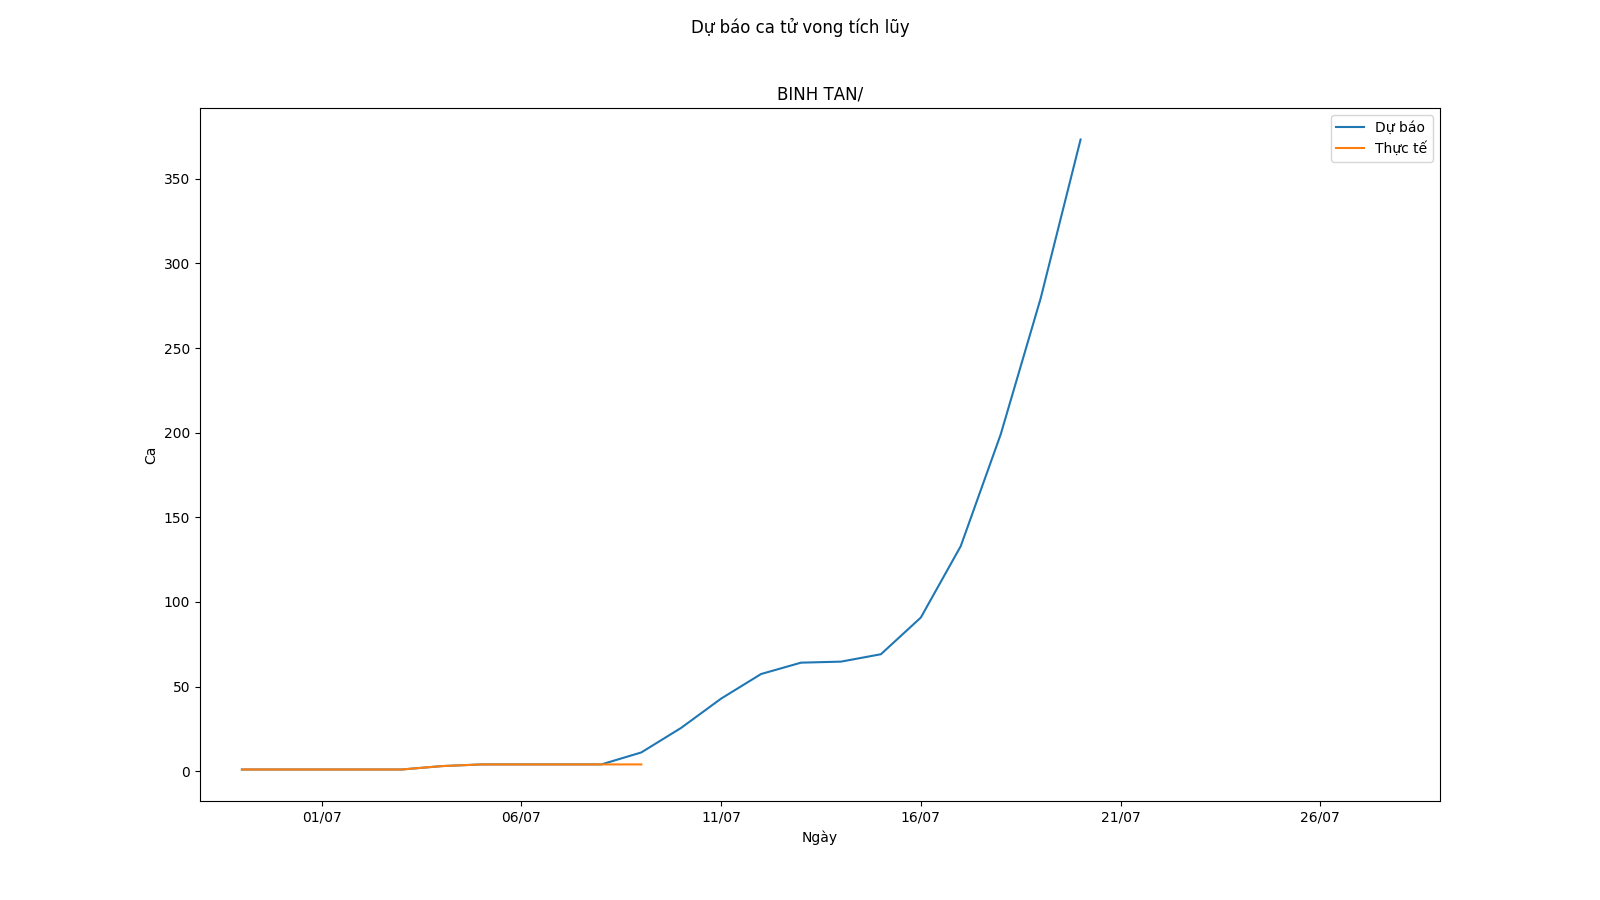 Dự báo ca tử vong tích lũy
BINH TAN/
Dự báo
Thực tế
350
300
250
200
150
100
50
0
Ca
01/07
06/07
11/07
16/07
21/07
26/07
Ngày